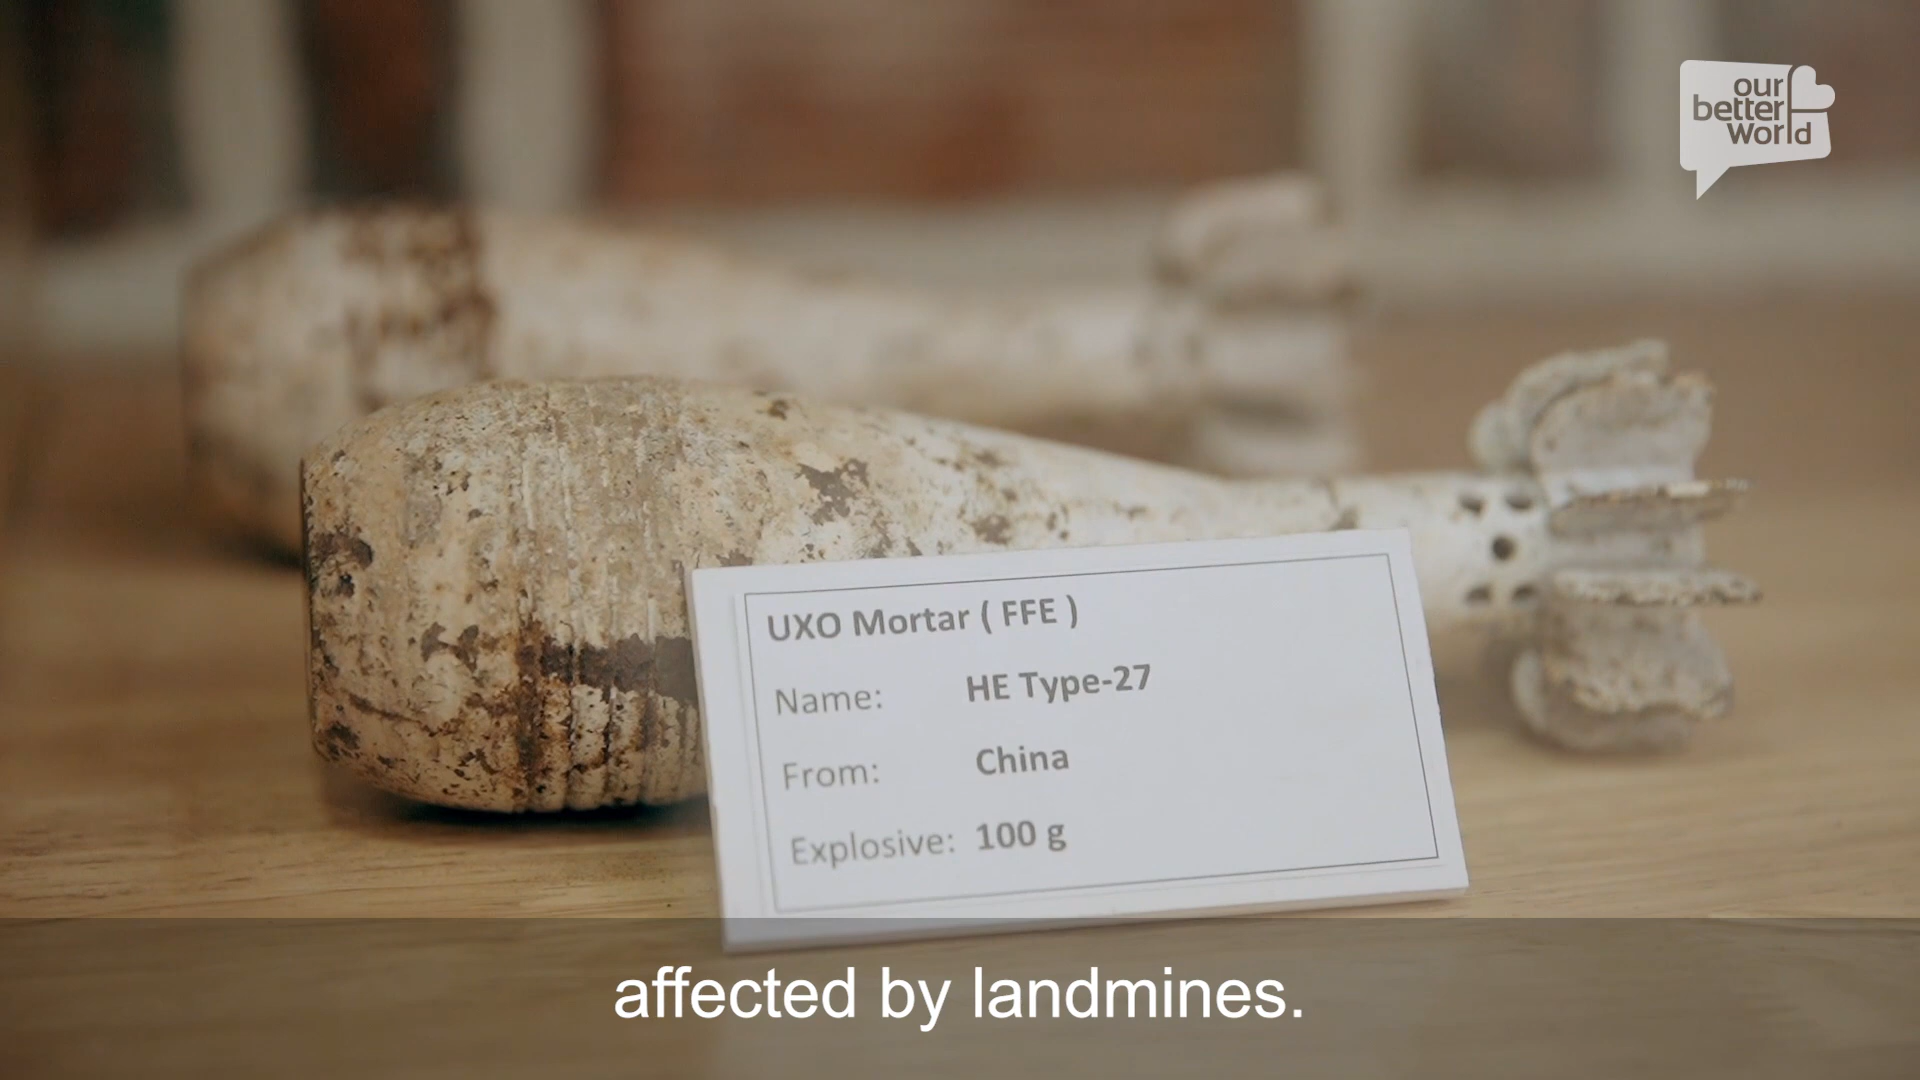 our
better
world
UXO Mortar ( FFE )
Name: HE Type-27
From: China
Explosive: 100 g
affected by landmines.